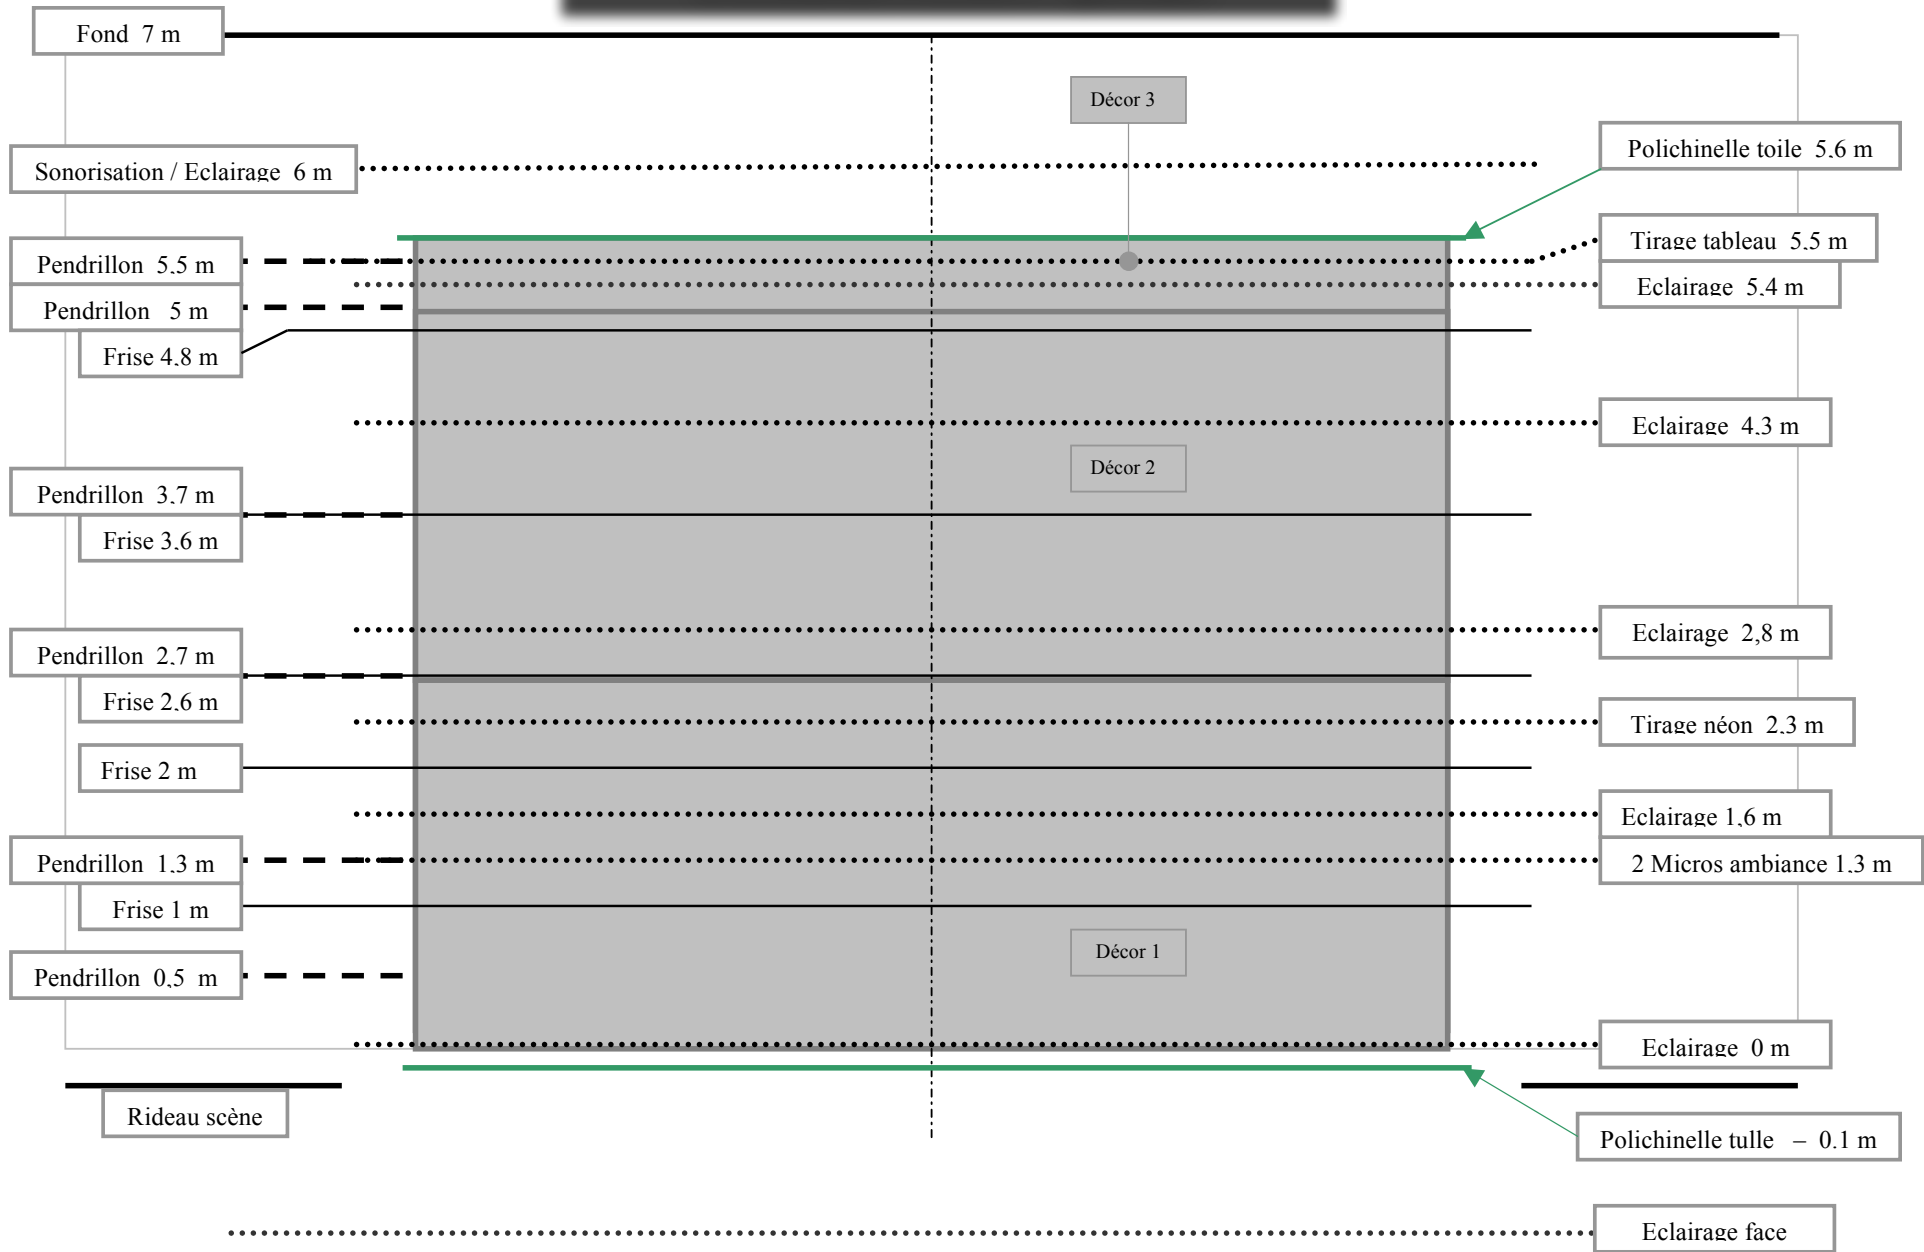 Fond 7 m
Décor 3
Sonorisation / Eclairage 6 m
Polichinelle toile 5.6 m
Pendrillon 5.5 m
Tirage tableau 5.5 m
Eclairage 5.4 m
Pendrillon 5 m
Frise 4.8 m
Eclairage 4.3 m
Décor 2
Pendrillon 3.7 m
Frise 3.6 m
Eclairage 2,8 m
Pendrillon 2.7 m
Frise 2.6 m
Tirage néon 2.3 m
Frise 2 m
Eclairage 1,6 m
Pendrillon 1.3 m
2 Micros ambiance 1.3 m
Frise 1 m
Décor 1
Pendrillon 0.5 m
Eclairage 0 m
Rideau scène
Polichinelle tulle – 0.1 m
Eclairage face